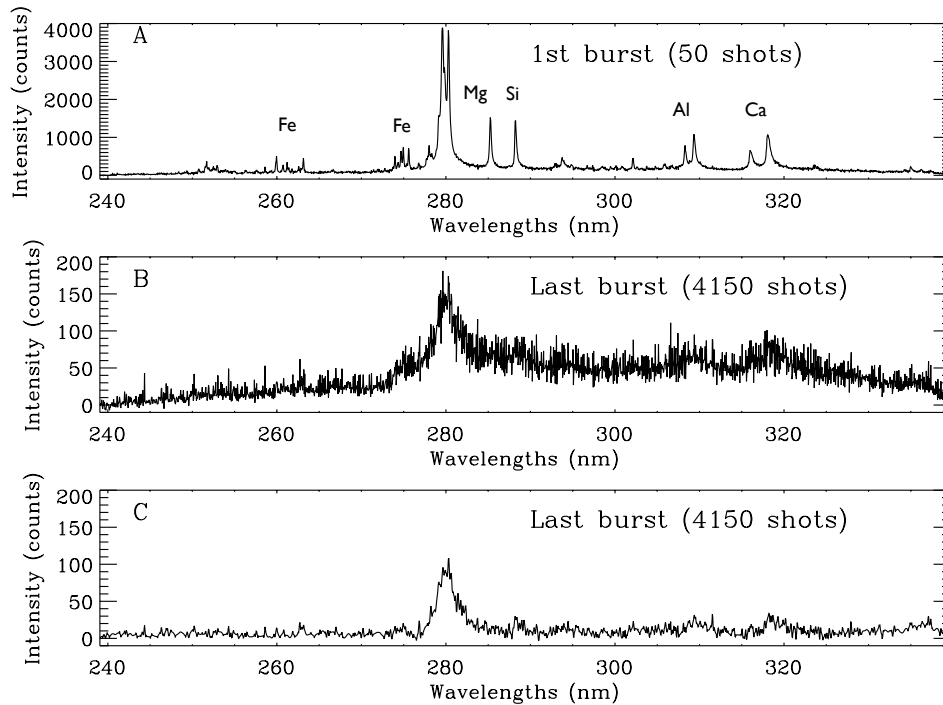 A
1st burst (50 shots)
Intensity (counts)
4000
3000
2000
1000
0
Fe
Fe
Mg
Si
Al
Ca
240 260 280 300 320
Wavelengths (nm)
B
Last burst (4150 shots)
Intensity (counts)
200
150
100
50
0
240 260 280 300 320
Wavelengths (nm)
C
Last burst (4150 shots)
Intensity (counts)
200
150
100
50
0
240 260 280 300 320
Wavelengths (nm)